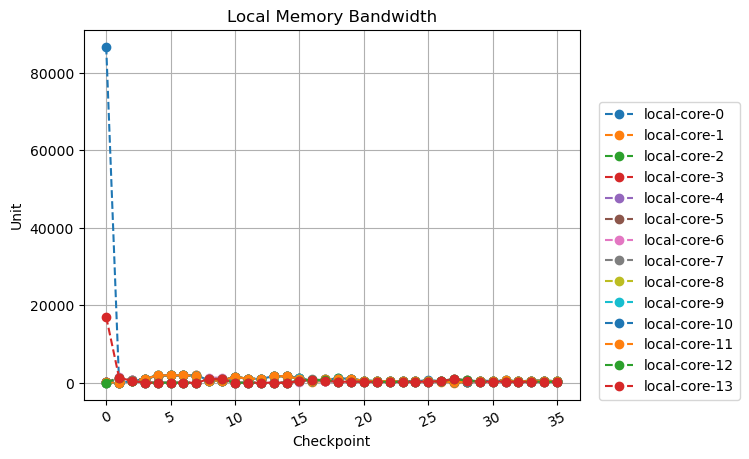 Local Memory Bandwidth
80000
60000
40000
20000
0
Unit
0
5
10
15
20
25
30
35
Checkpoint
local-core-0
local-core-1
local-core-2
local-core-3
local-core-4
local-core-5
local-core-6
local-core-7
local-core-8
local-core-9
local-core-10
local-core-11
local-core-12
local-core-13